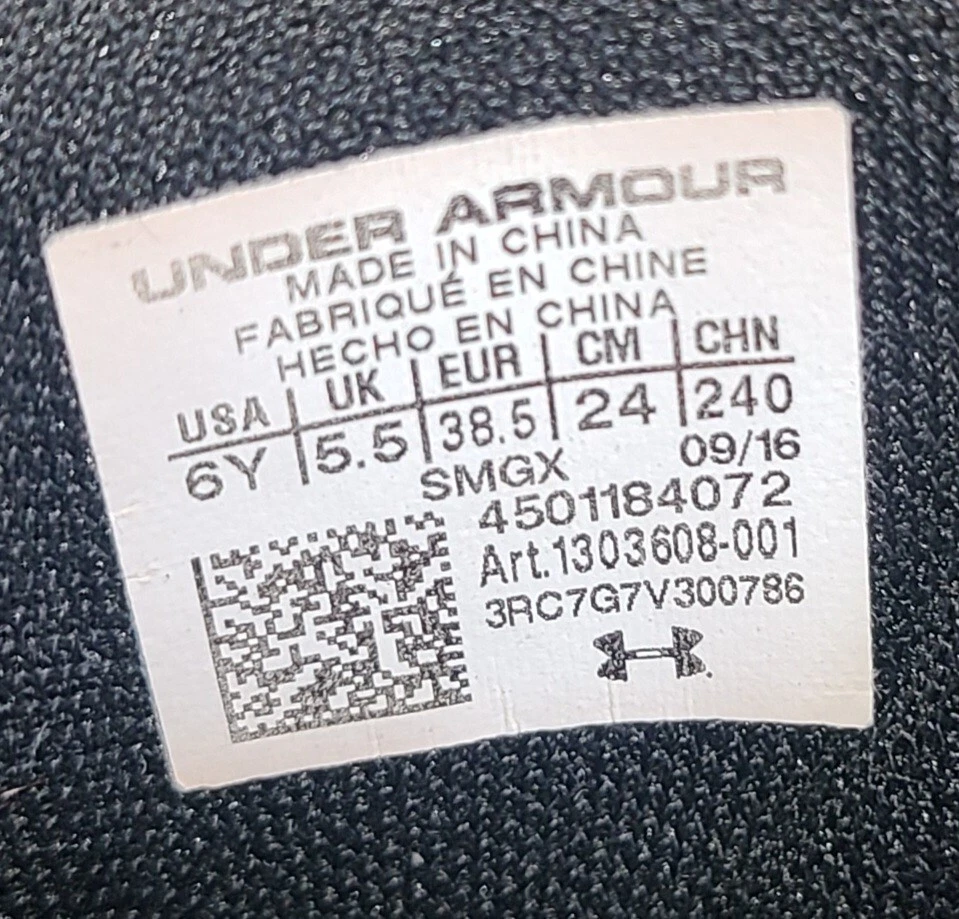 UNDER ARMOUR
MADE IN CHINA
FABRIQUÉ EN CHINE
HECHO EN CHINA
USA | UK | EUR | CM | CHN
6Y | 5.5 | 38.5 | 24 | 240
SMGX 09/16
4501184072
Art.1303608-001
3RC7G7V300786